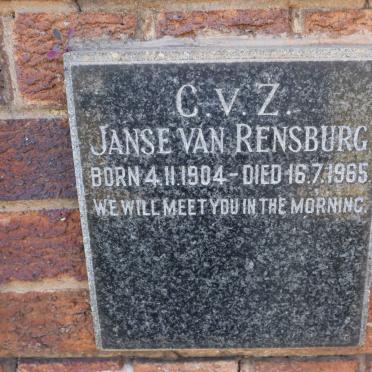 C.V.Z.
JANSE VAN RENSBURG
BORN 4.11.1904 - DIED 16.7.1965
WE WILL MEET YOU IN THE MORNING.